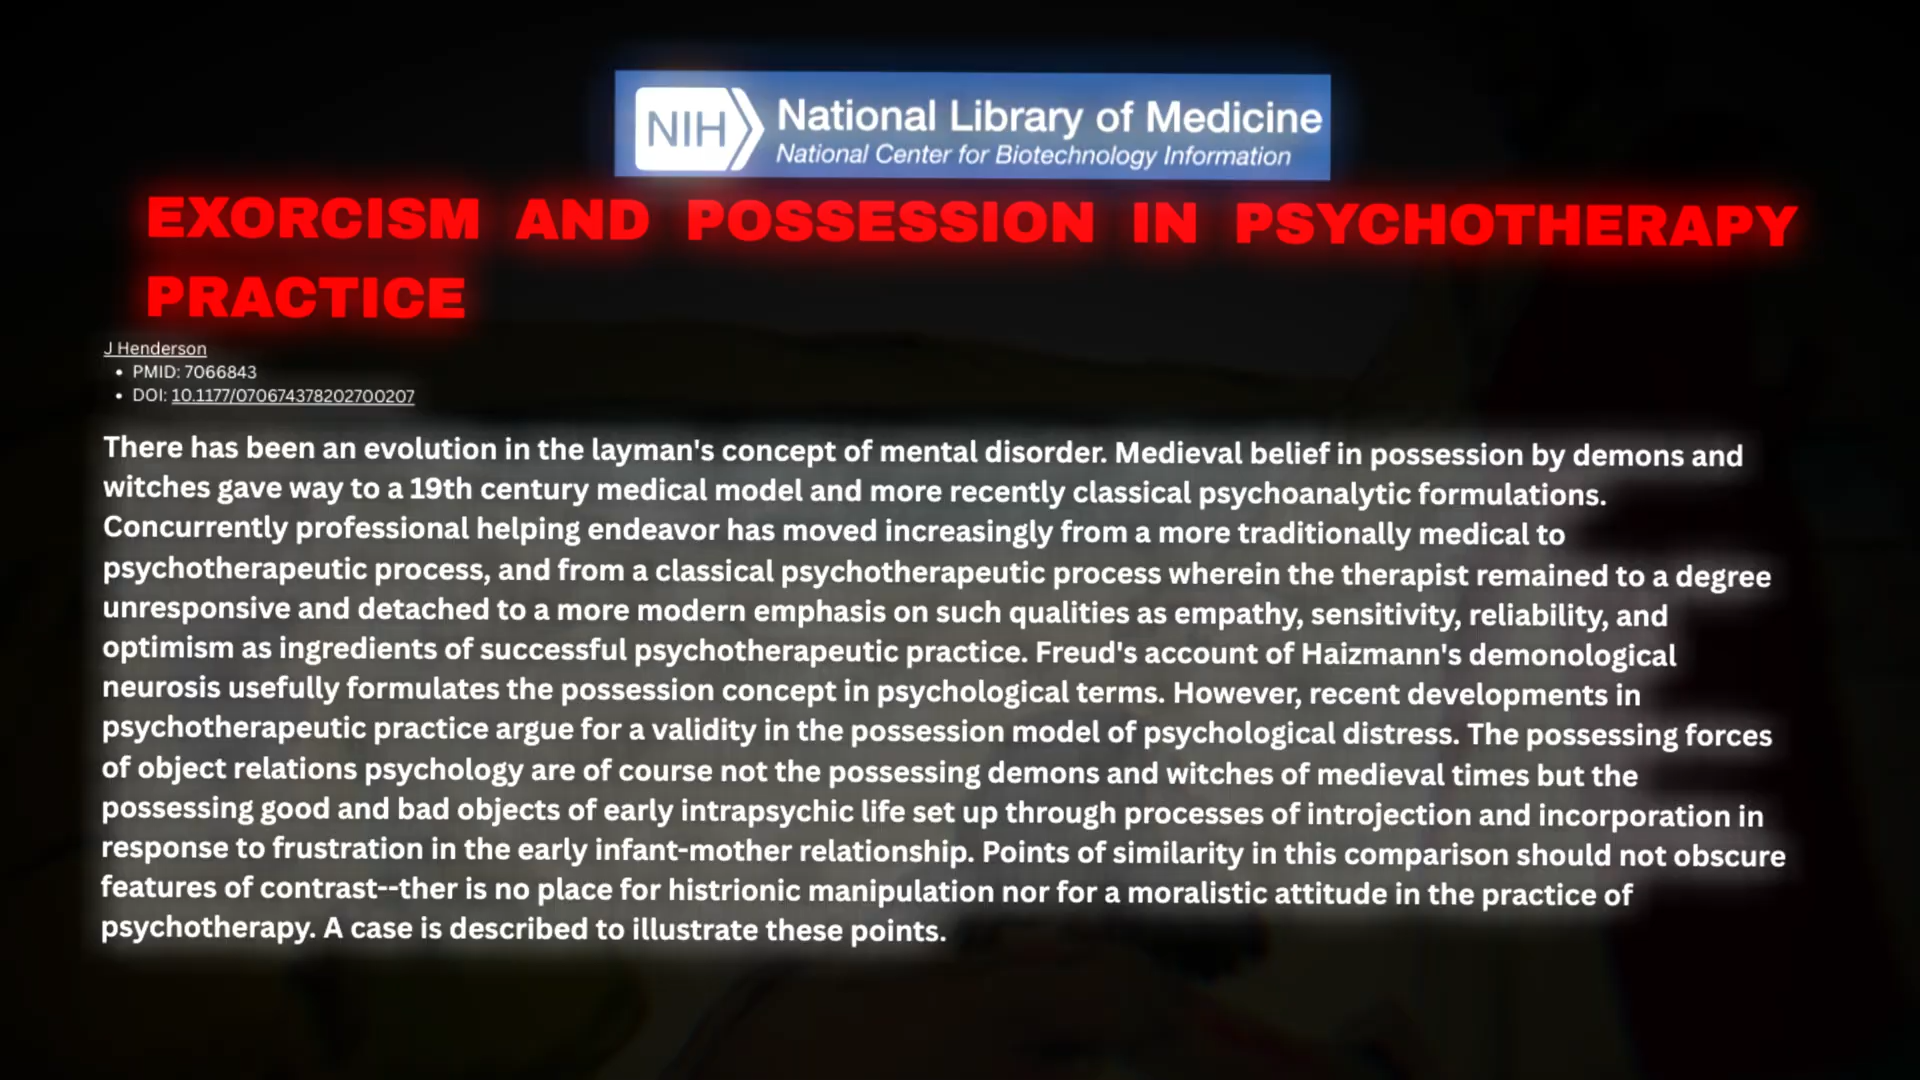 NIH
National Library of Medicine
National Center for Biotechnology Information
EXORCISM AND POSSESSION IN PSYCHOTHERAPY
PRACTICE
J Henderson
• PMID: 7066843
• DOI: 10.1177/070674378202700207
There has been an evolution in the layman's concept of mental disorder. Medieval belief in possession by demons and
witches gave way to a 19th century medical model and more recently classical psychoanalytic formulations.
Concurrently professional helping endeavor has moved increasingly from a more traditionally medical to
psychotherapeutic process, and from a classical psychotherapeutic process wherein the therapist remained to a degree
unresponsive and detached to a more modern emphasis on such qualities as empathy, sensitivity, reliability, and
optimism as ingredients of successful psychotherapeutic practice. Freud's account of Haizmann's demonological
neurosis usefully formulates the possession concept in psychological terms. However, recent developments in
psychotherapeutic practice argue for a validity in the possession model of psychological distress. The possessing forces
of object relations psychology are of course not the possessing demons and witches of medieval times but the
possessing good and bad objects of early intrapsychic life set up through processes of introjection and incorporation in
response to frustration in the early infant-mother relationship. Points of similarity in this comparison should not obscure
features of contrast--ther is no place for histrionic manipulation nor for a moralistic attitude in the practice of
psychotherapy. A case is described to illustrate these points.